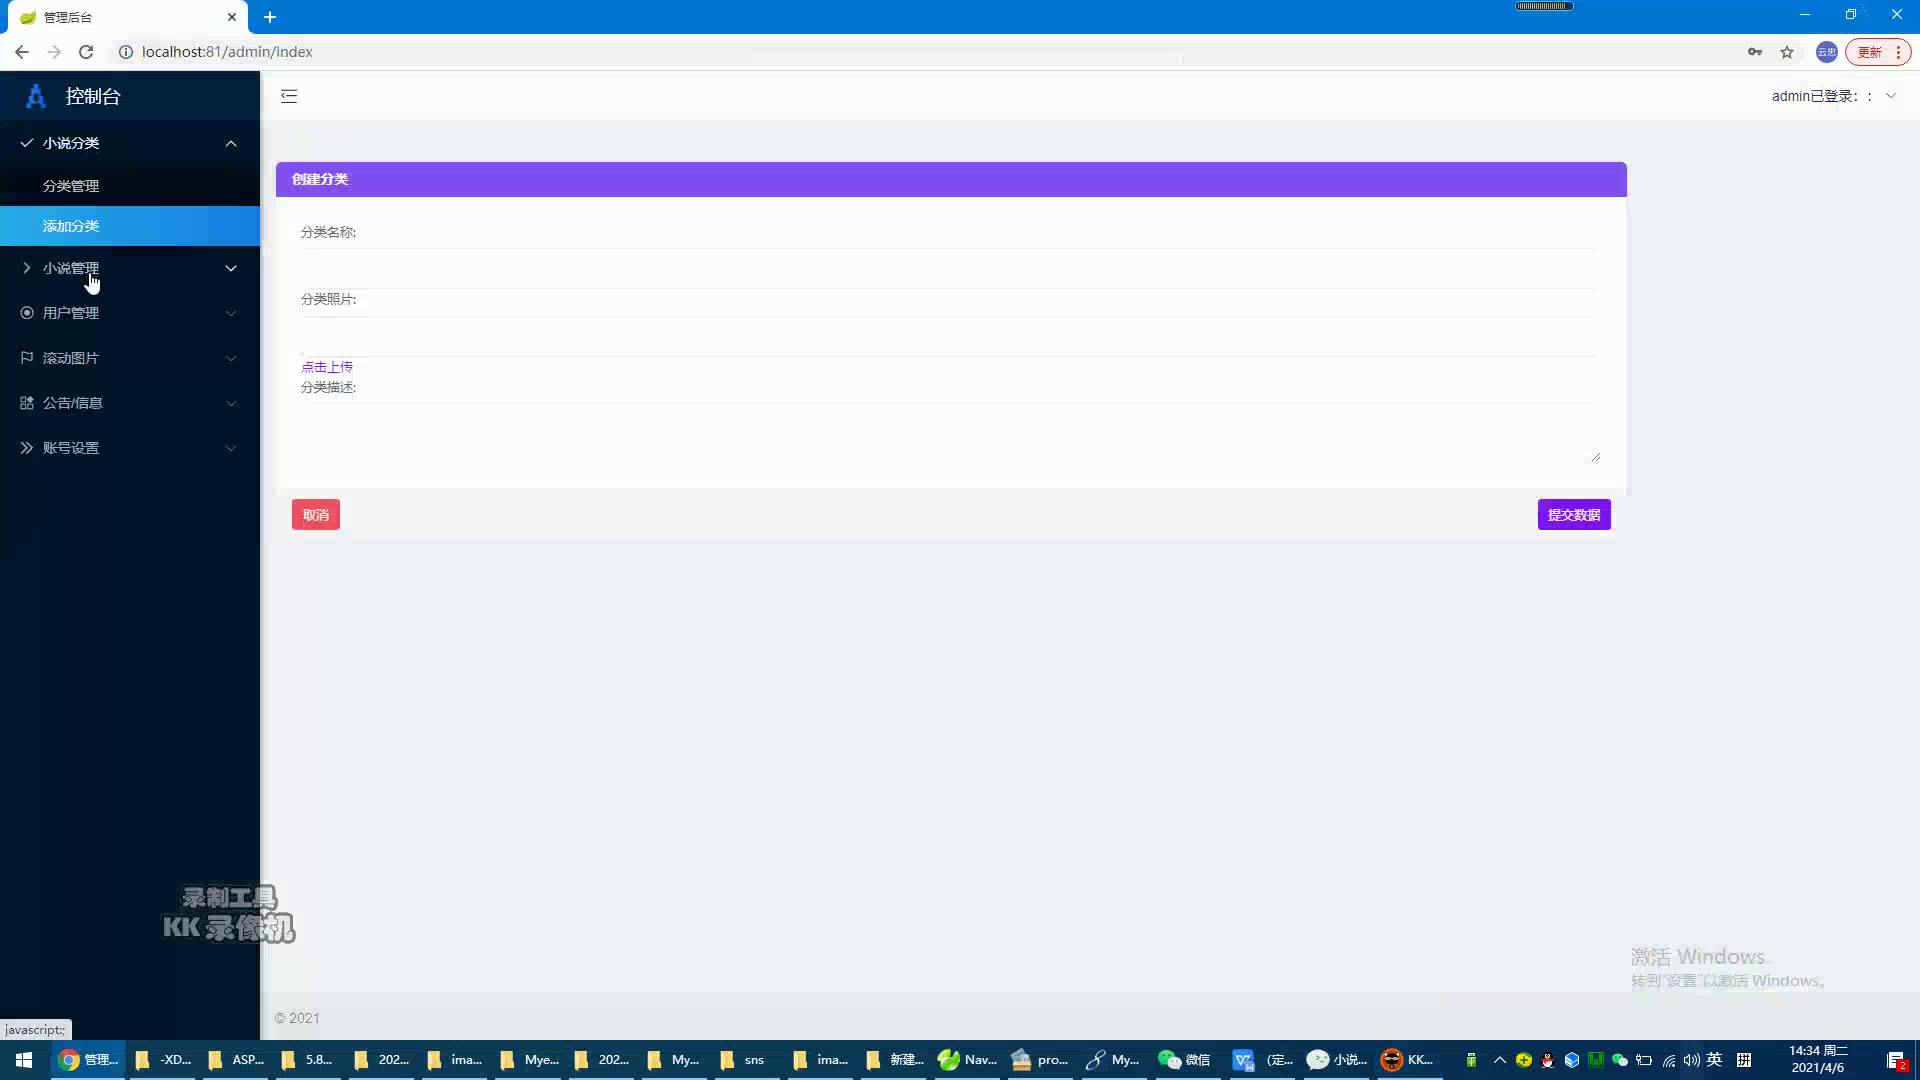 管理后台
localhost:81/admin/index
云忠
更新
控制台
admin已登录: :
小说分类
分类管理
添加分类
小说管理
用户管理
滚动图片
公告/信息
账号设置
创建分类
分类名称:
分类照片:
点击上传
分类描述:
取消
提交数据
录制工具
KK 录像机
激活 Windows
转到"设置"以激活 Windows。
© 2021
javascript:;
管理...
-XD...
ASP...
5.8...
202...
ima...
Mye...
202...
My...
sns
ima...
新建...
Nav...
pro...
My...
微信
(定...
小说...
KK...
英
拼
14:34 周二
2021/4/6
2